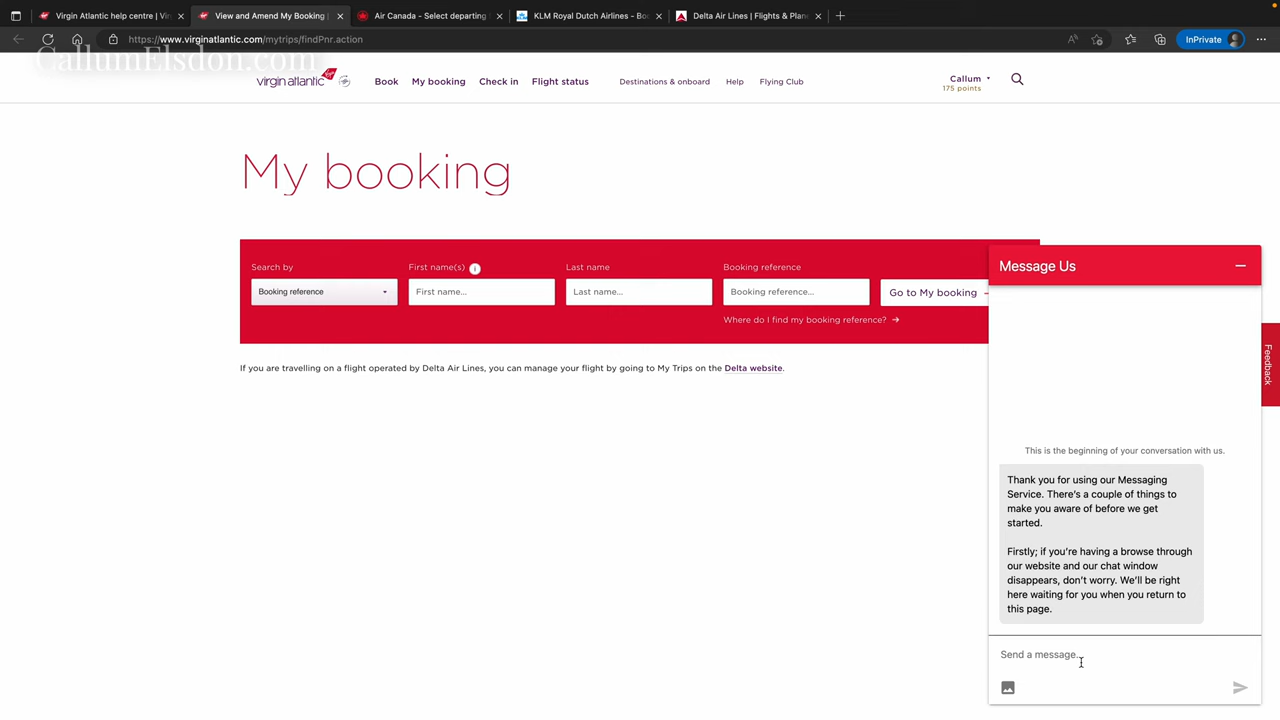 Virgin Atlantic help centre | Vi
View and Amend My Booking
Air Canada - Select departing
KLM Royal Dutch Airlines - Boo
Delta Air Lines | Flights & Plan
https://www.virginatlantic.com/mytrips/findPnr.action
InPrivate
CallumElsdon.com
virgin atlantic
Book
My booking
Check in
Flight status
Destinations & onboard
Help
Flying Club
Callum
175 points
My booking
Search by
First name(s)
Last name
Booking reference
Booking reference
First name...
Last name...
Booking reference...
Go to My booking
Where do I find my booking reference?
If you are travelling on a flight operated by Delta Air Lines, you can manage your flight by going to My Trips on the Delta website.
Message Us
Feedback
This is the beginning of your conversation with us.
Thank you for using our Messaging
Service. There's a couple of things to
make you aware of before we get
started.
Firstly; if you're having a browse through
our website and our chat window
disappears, don't worry. We'll be right
here waiting for you when you return to
this page.
Send a message...